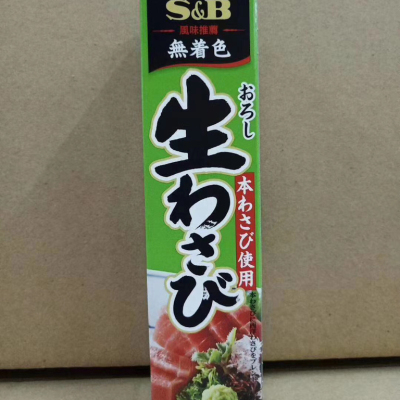 S&B
風味推薦
無着色
おろし
生わさび
本わさび使用